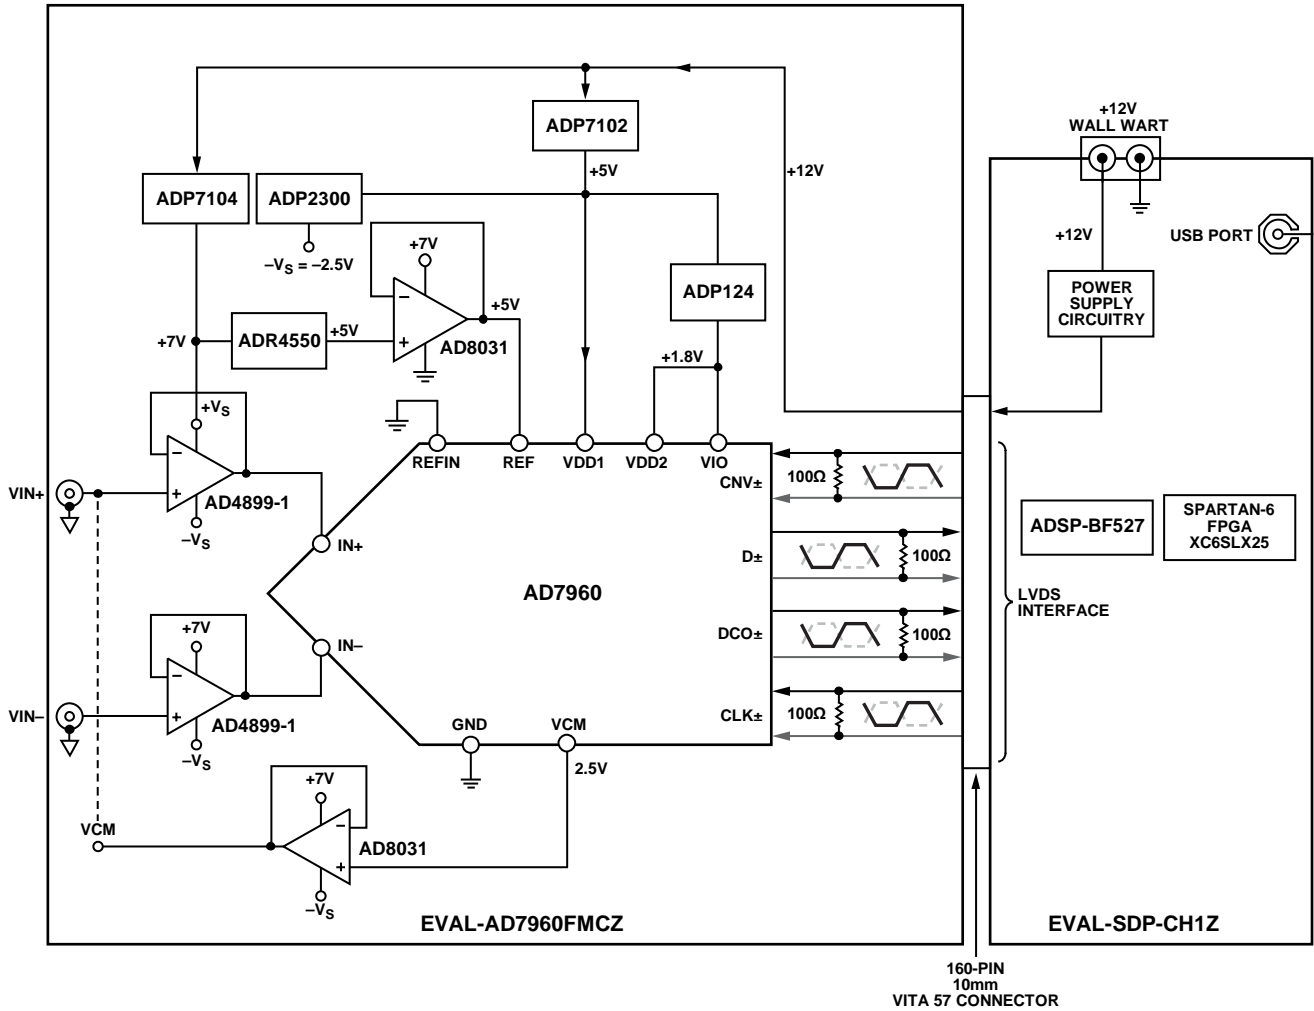 ADP7102
+12V
WALL WART
+5V
+12V
ADP7104
ADP2300
USB PORT
+7V
+12V
–VS = –2.5V
ADP124
POWER
SUPPLY
CIRCUITRY
+5V
+7V
ADR4550
+5V
–
+
AD8031
+1.8V
+VS
–
+
VIN+
AD4899-1
–VS
REFIN
REF
VDD1
VDD2
VIO
CNV±
100Ω
IN+
D±
100Ω
ADSP-BF527
SPARTAN-6
FPGA
XC6SLX25
AD7960
LVDS
INTERFACE
+7V
IN–
DCO±
100Ω
–
+
VIN–
AD4899-1
–VS
GND
VCM
CLK±
100Ω
2.5V
+7V
VCM
–
+
AD8031
–VS
EVAL-AD7960FMCZ
EVAL-SDP-CH1Z
160-PIN
10mm
VITA 57 CONNECTOR